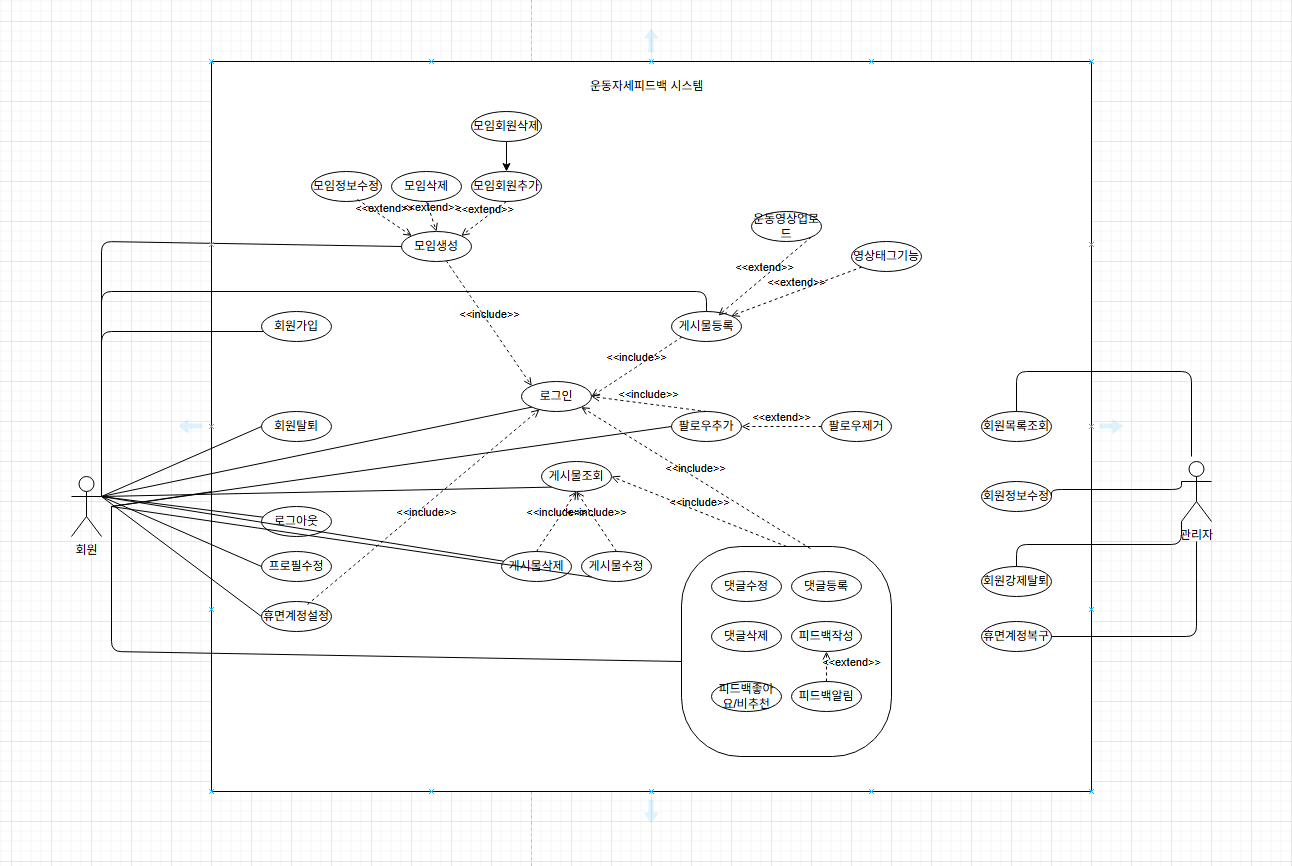 운동자세피드백 시스템
모임회원삭제
모임정보수정
모임삭제
모임회원추가
<<extend>>
<<extend>>
<<extend>>
모임생성
운동영상업로
드
영상태그기능
<<extend>>
<<extend>>
<<include>>
회원가입
게시물등록
<<include>>
로그인
<<include>>
회원탈퇴
팔로우추가
<<extend>>
팔로우제거
회원목록조회
게시물조회
<<include>>
<<include>>
회원정보수정
<<include>>
<<include>>
<<include>>
로그아웃
회원
관리자
프로필수정
게시물삭제
게시물수정
휴면계정설정
댓글수정
댓글등록
회원강제탈퇴
댓글삭제
피드백작성
휴면계정복구
<<extend>>
피드백좋아
요/비추천
피드백알림